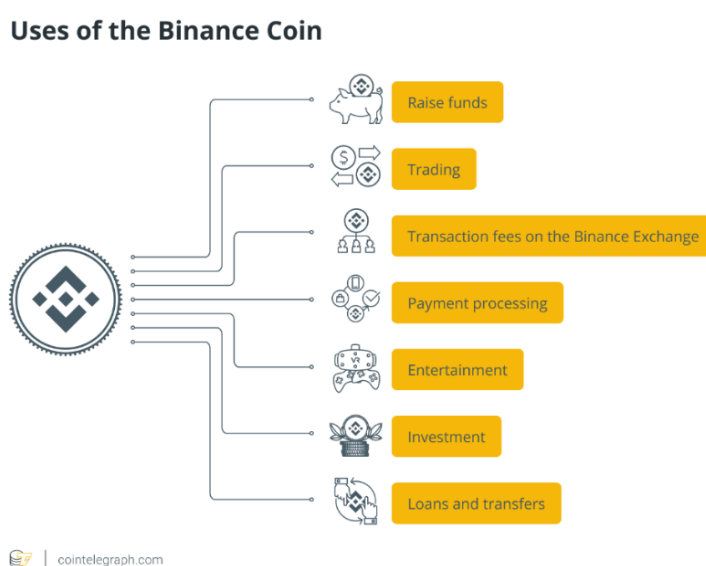 Uses of the Binance Coin
Raise funds
$
Trading
Transaction fees on the Binance Exchange
Payment processing
VR
Entertainment
Investment
Loans and transfers
cointelegraph.com